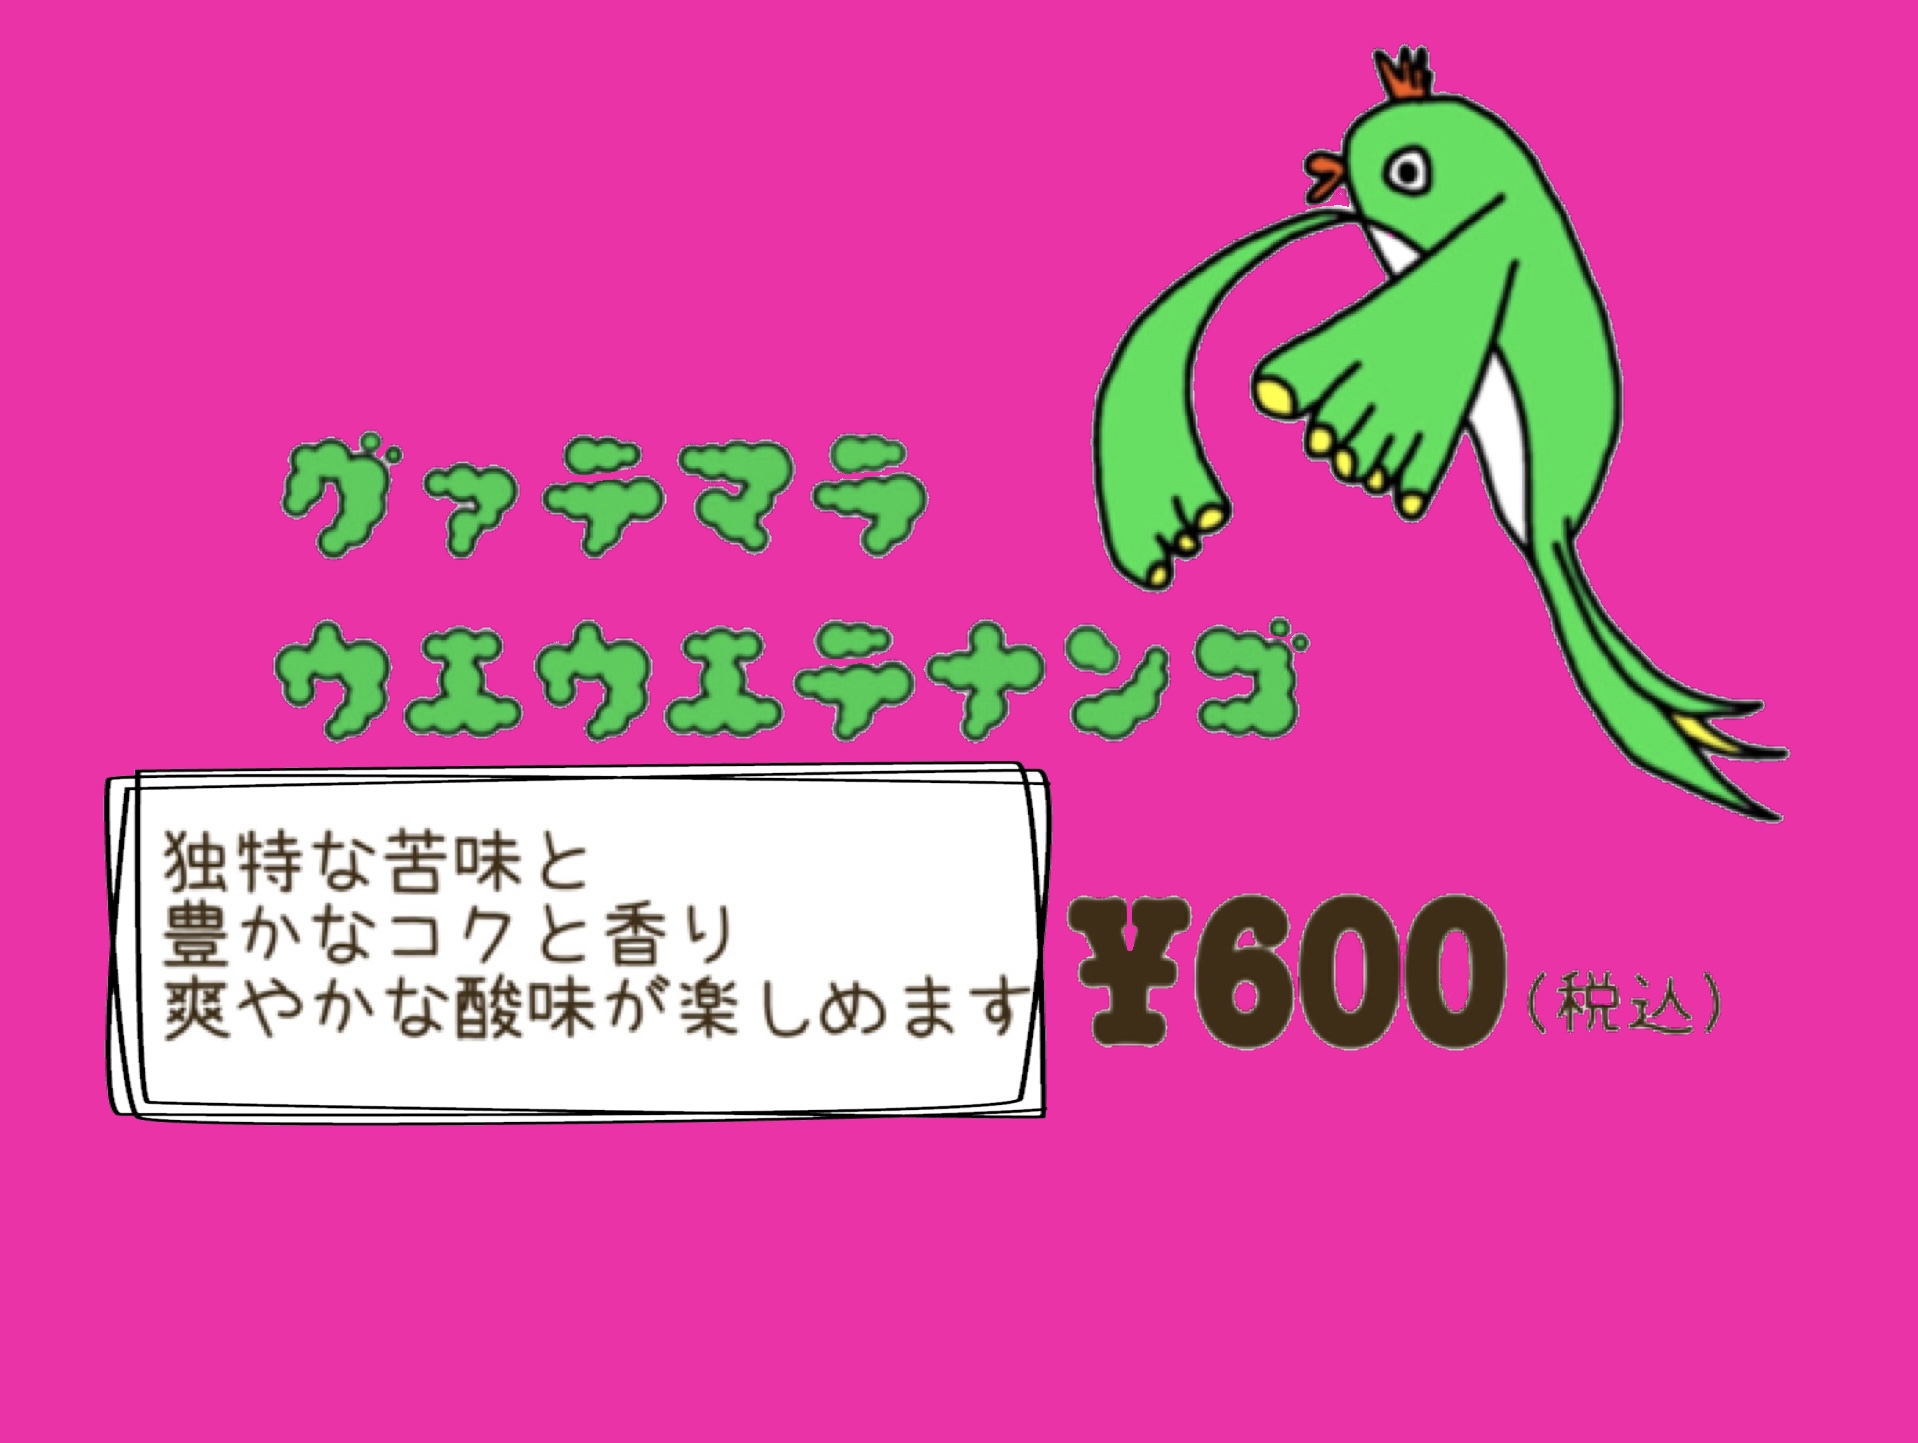 グァテマラ
ウエウエテナンゴ
独特な苦味と
豊かなコクと香り
爽やかな酸味が楽しめます
¥600(税込)